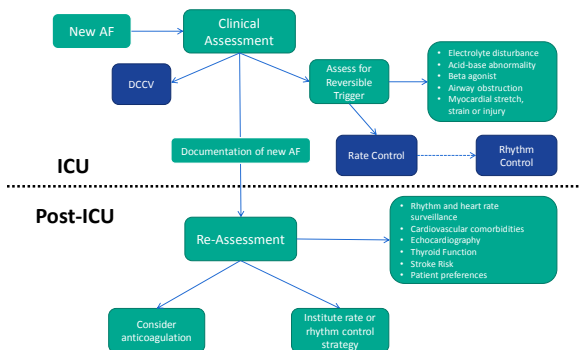 New AF
Clinical
Assessment
DCCV
Assess for
Reversible
Trigger
• Electrolyte disturbance
• Acid-base abnormality
• Beta agonist
• Airway obstruction
• Myocardial stretch,
strain or injury
Documentation of new AF
Rate Control
Rhythm
Control
ICU
Post-ICU
Re-Assessment
• Rhythm and heart rate
surveillance
• Cardiovascular comorbidities
• Echocardiography
• Thyroid Function
• Stroke Risk
• Patient preferences
Consider
anticoagulation
Institute rate or
rhythm control
strategy